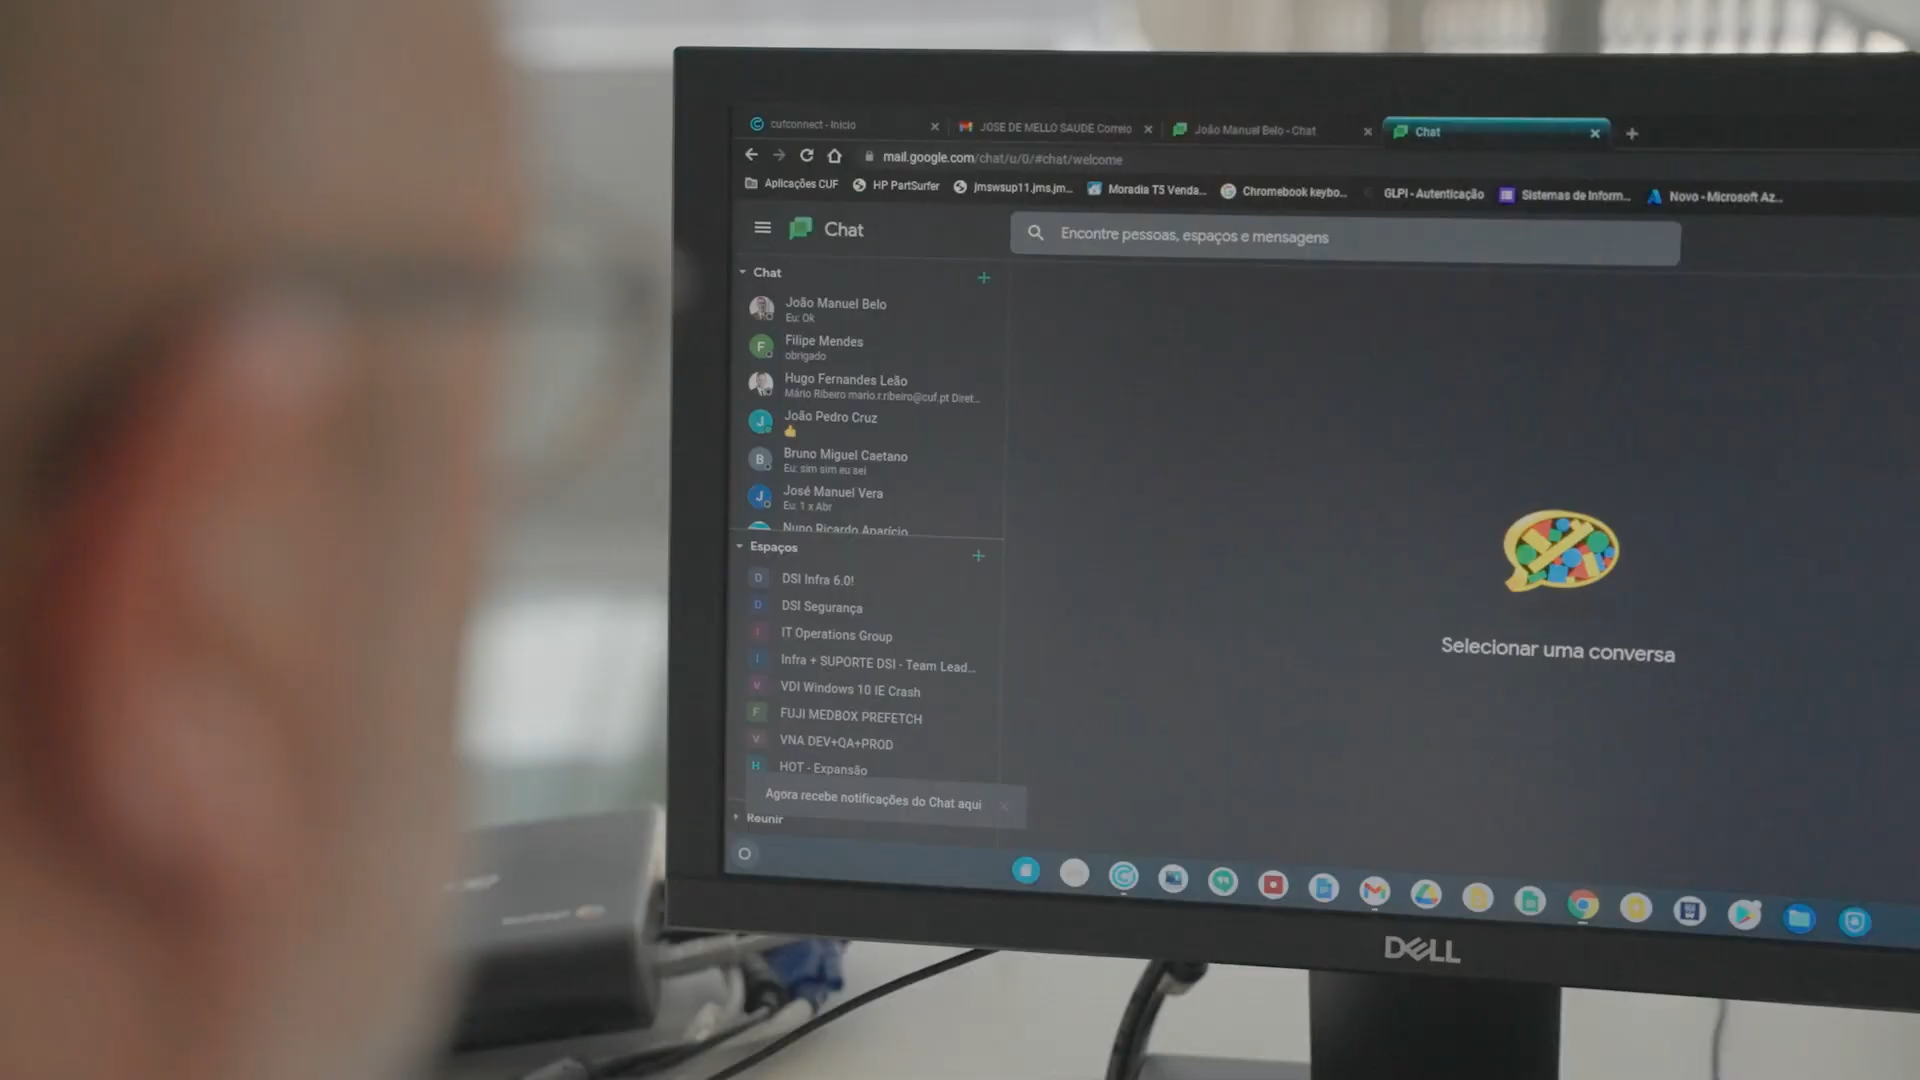 cufconnect - Início
JOSE DE MELLO SAUDE Correio
João Manuel Belo - Chat
Chat
mail.google.com/chat/u/0/#chat/welcome
Aplicações CUF
HP PartSurfer
jmswsup11.jms.jm...
Moradia T5 Venda...
Chromebook keybo...
GLPI - Autenticação
Sistemas de Inform...
Novo - Microsoft Az...
Chat
Encontre pessoas, espaços e mensagens
Chat
João Manuel Belo
Eu: Ok
F
Filipe Mendes
obrigado
Hugo Fernandes Leão
Mário Ribeiro mario.r.ribeiro@cuf.pt Diret...
J
João Pedro Cruz
B
Bruno Miguel Caetano
Eu: sim sim eu sei
J
José Manuel Vera
Eu: 1 x Abr
Nuno Ricardo Aparício
Espaços
D DSI Infra 6.0!
D DSI Segurança
I IT Operations Group
I Infra + SUPORTE DSI - Team Lead...
V VDI Windows 10 IE Crash
F FUJI MEDBOX PREFETCH
V VNA DEV+QA+PROD
H HOT - Expansão
Agora recebe notificações do Chat aqui
Reunir
Selecionar uma conversa
DELL